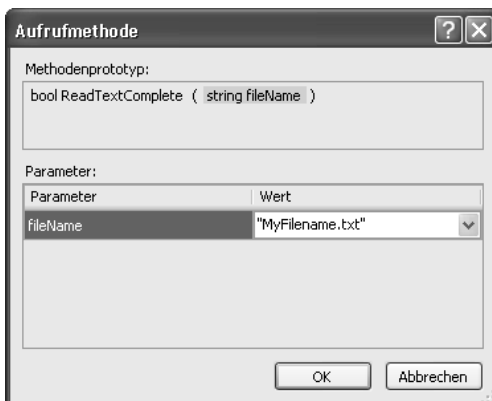 Aufrufmethode
Methodenprototyp:
bool ReadTextComplete ( string fileName )
Parameter:
Parameter Wert
fileName "MyFilename.txt"
OK Abbrechen